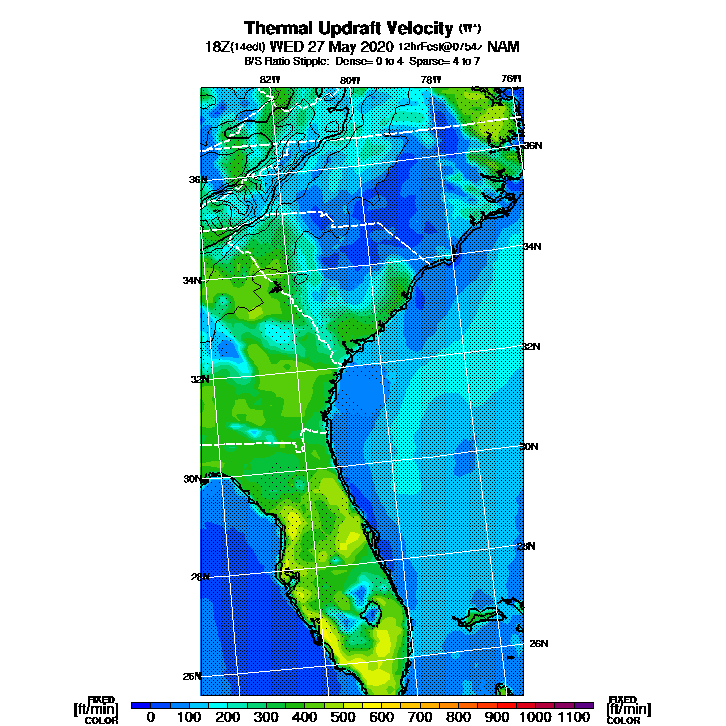 Thermal Updraft Velocity (W*)
18Z(14edt) WED 27 May 2020 12hrFcst@0754z NAM
B/S Ratio Stipple: Dense= 0 to 4 Sparse= 4 to 7
82W 80W 78W 76W
36N
36N
34N
34N
32N
32N
30N
30N
28N
28N
26N
26N
FIXED FIXED
[ft/min] [ft/min]
COLOR 0 100 200 300 400 500 600 700 800 900 1000 1100 COLOR